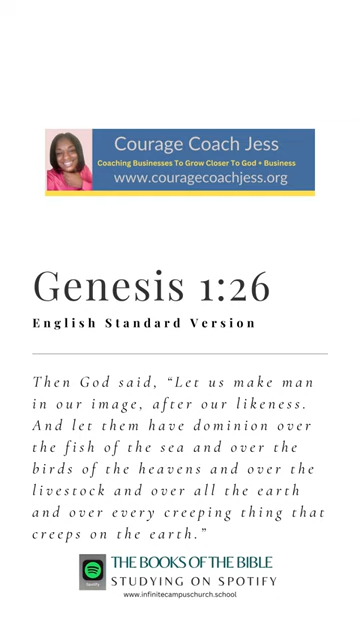 Courage Coach Jess
Coaching Businesses To Grow Closer To God + Business
www.couragecoachjess.org
Genesis 1:26
English Standard Version
Then God said, “Let us make man
in our image, after our likeness.
And let them have dominion over
the fish of the sea and over the
birds of the heavens and over the
livestock and over all the earth
and over every creeping thing that
creeps on the earth.”
Spotify
THE BOOKS OF THE BIBLE
STUDYING ON SPOTIFY
www.infinitecampuschurch.school